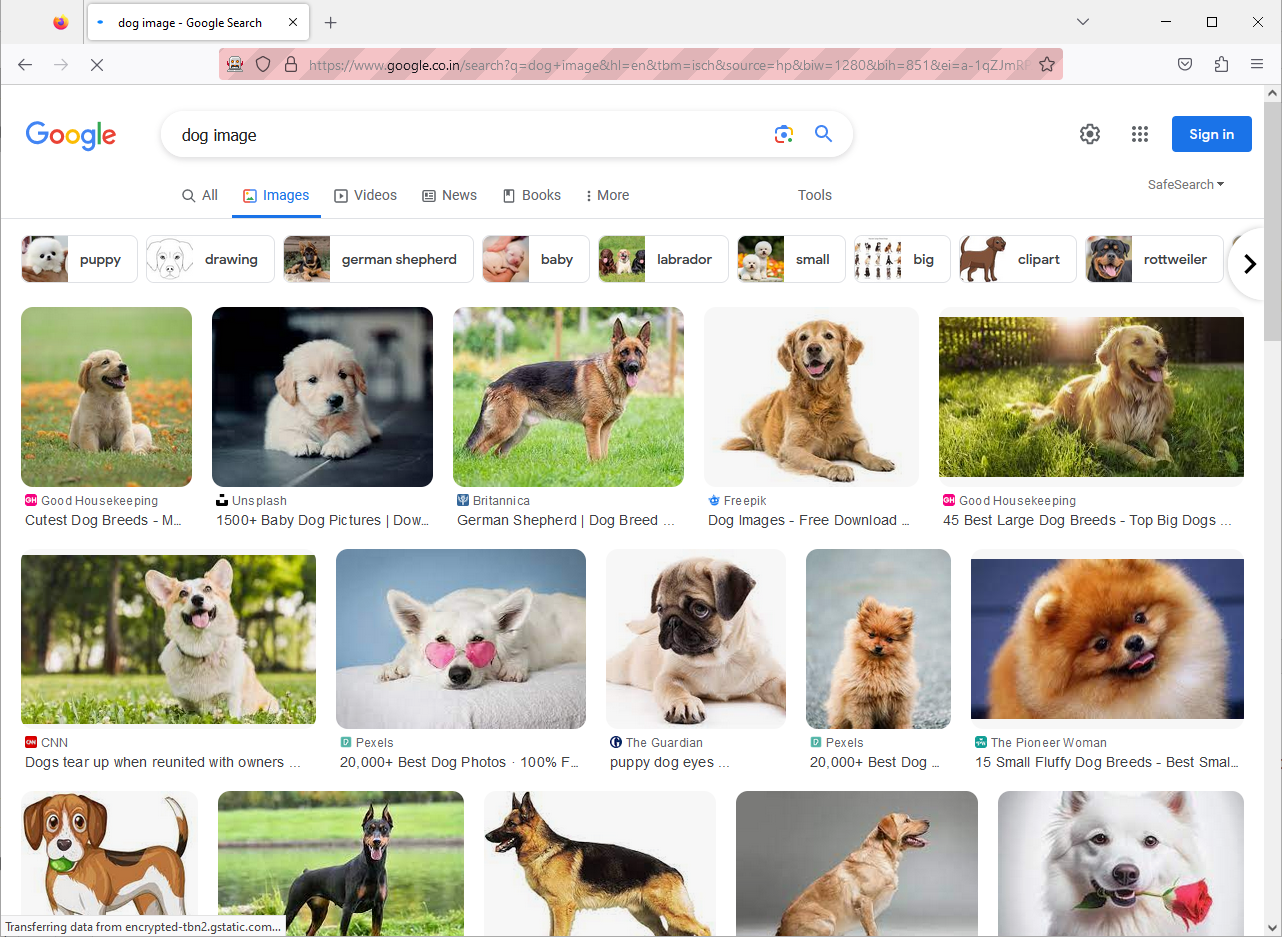 dog image - Google Search
https://www.google.co.in/search?q=dog+image&hl=en&tbm=isch&source=hp&biw=1280&bih=851&ei=a-1qZJmR
Google
dog image
Sign in
All
Images
Videos
News
Books
More
Tools
SafeSearch
puppy
drawing
german shepherd
baby
labrador
small
big
clipart
rottweiler
GH Good Housekeeping
Unsplash
Britannica
Freepik
GH Good Housekeeping
Cutest Dog Breeds - M...
1500+ Baby Dog Pictures | Dow...
German Shepherd | Dog Breed ...
Dog Images - Free Download ...
45 Best Large Dog Breeds - Top Big Dogs ...
CNN CNN
Pexels
The Guardian
Pexels
The Pioneer Woman
Dogs tear up when reunited with owners ...
20,000+ Best Dog Photos · 100% F...
puppy dog eyes ...
20,000+ Best Dog ...
15 Small Fluffy Dog Breeds - Best Smal...
Transferring data from encrypted-tbn2.gstatic.com...